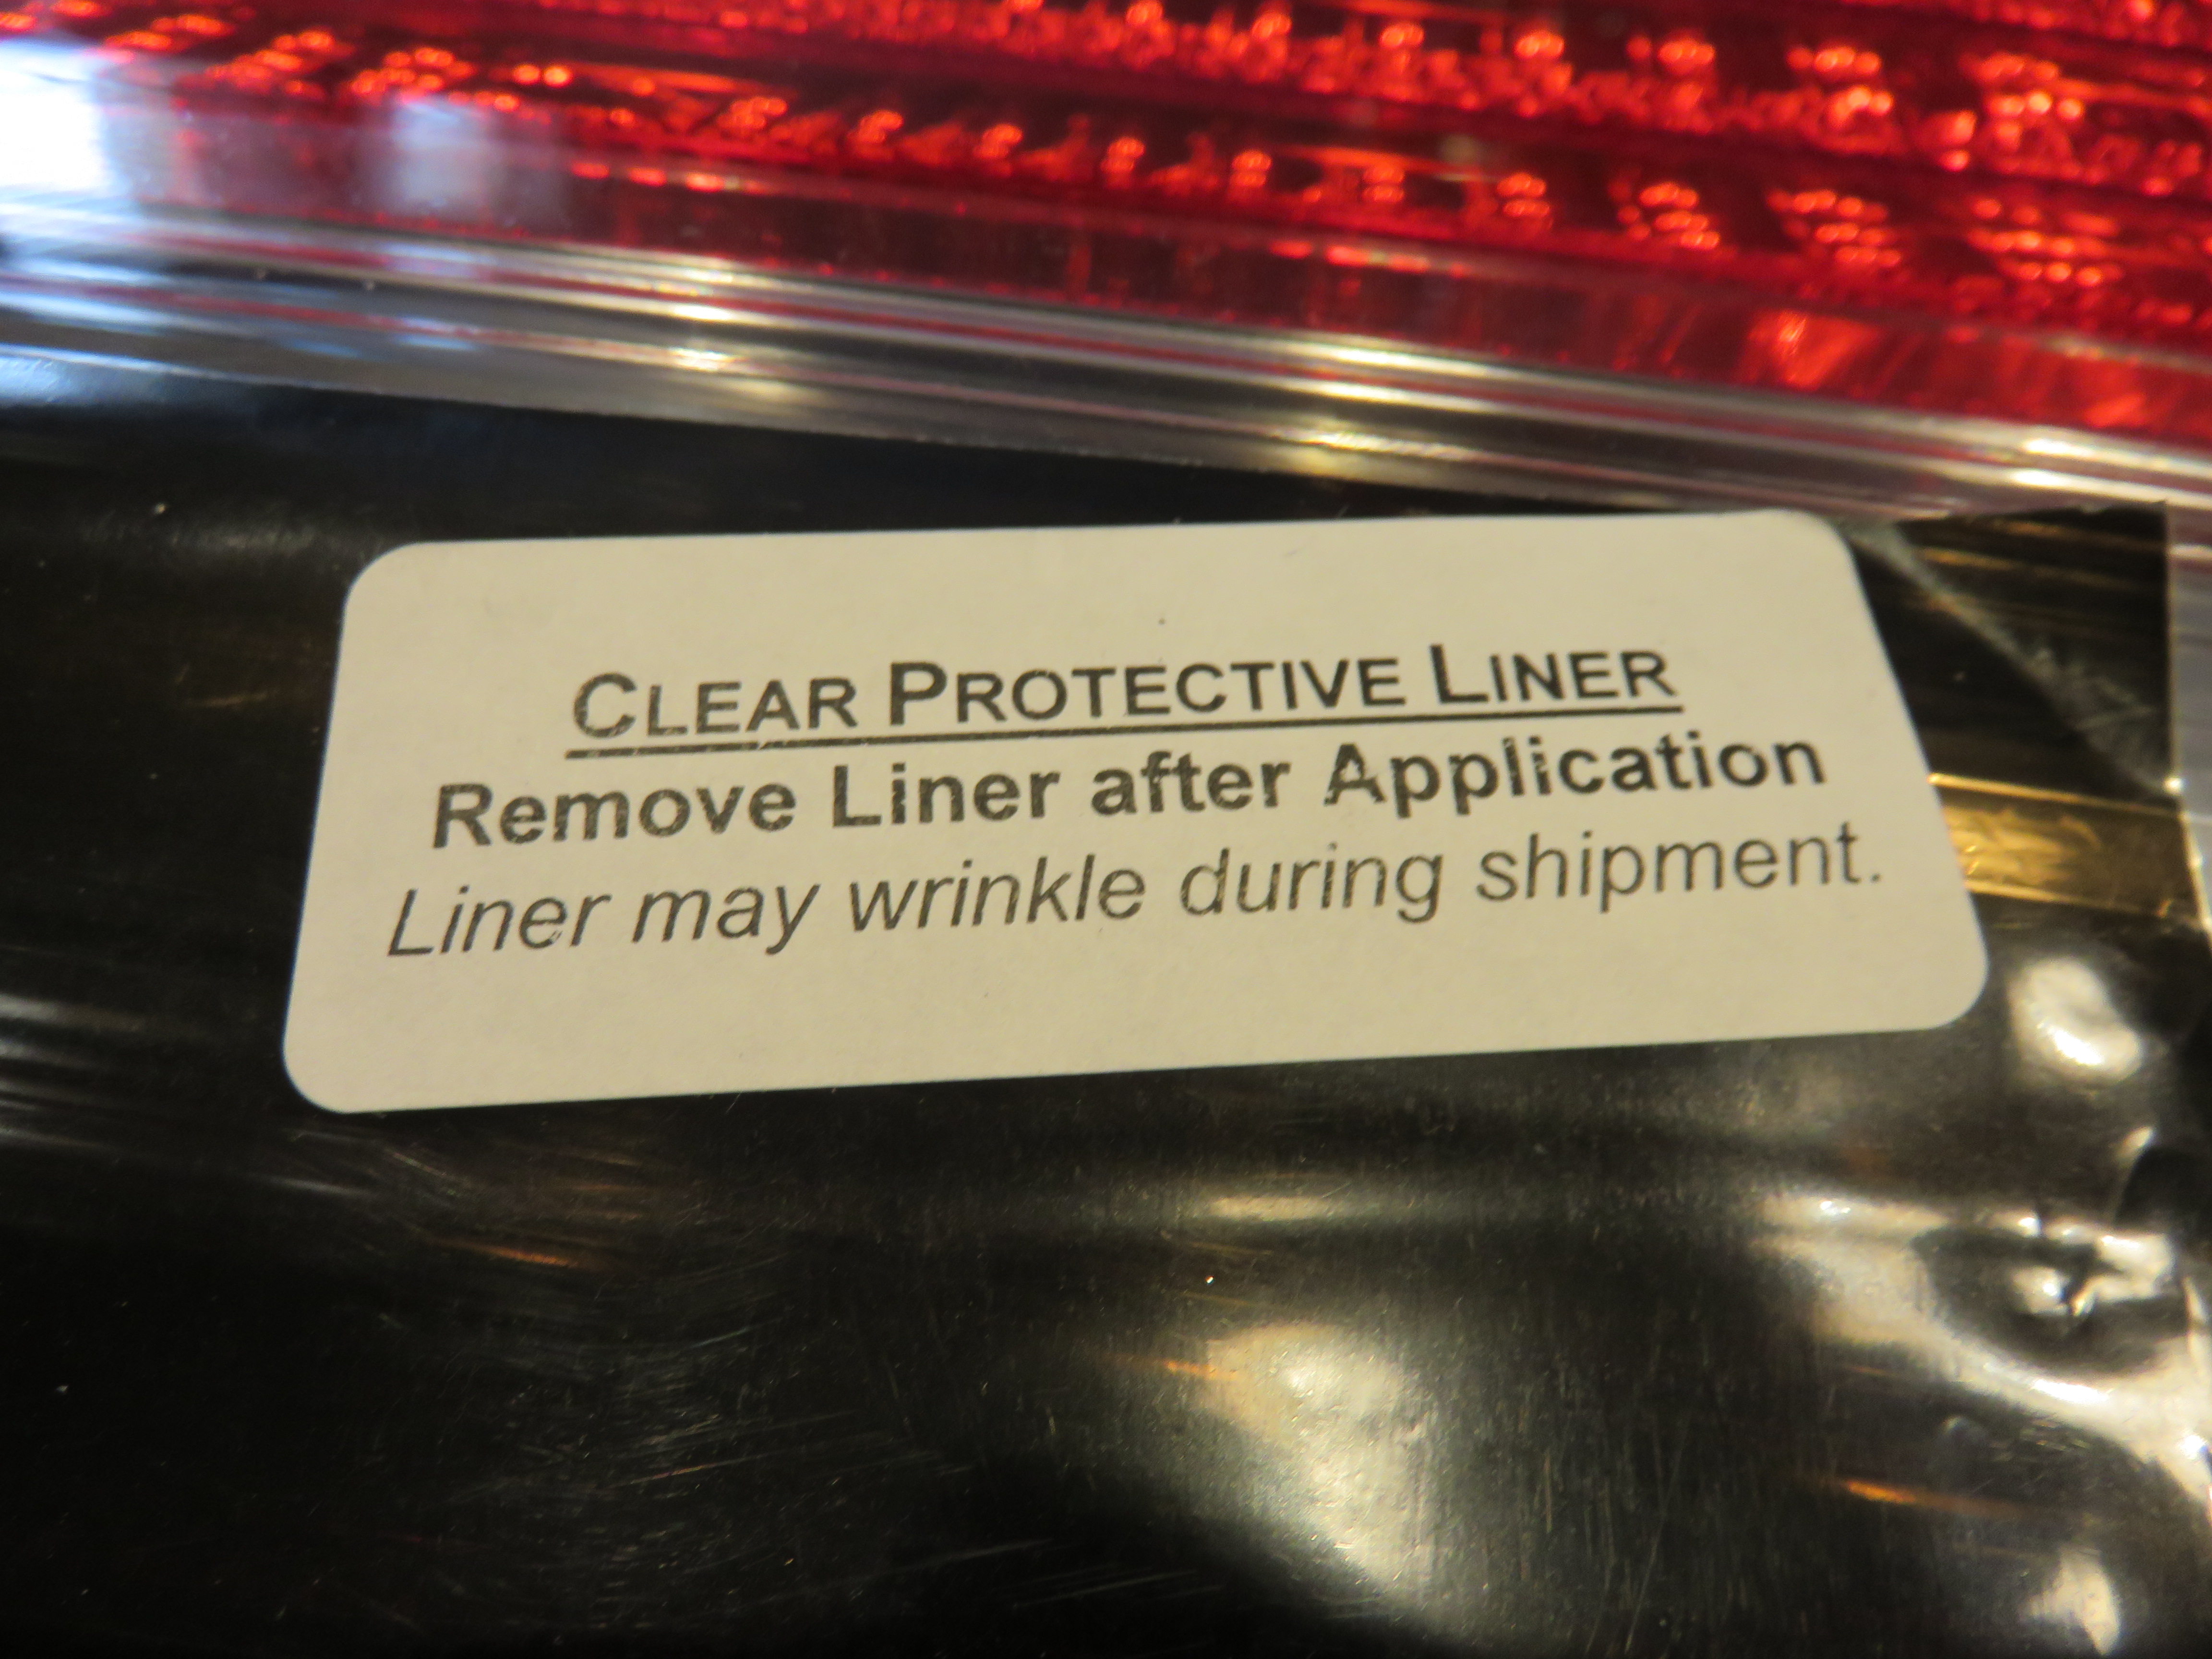 CLEAR PROTECTIVE LINER
Remove Liner after Application
Liner may wrinkle during shipment.